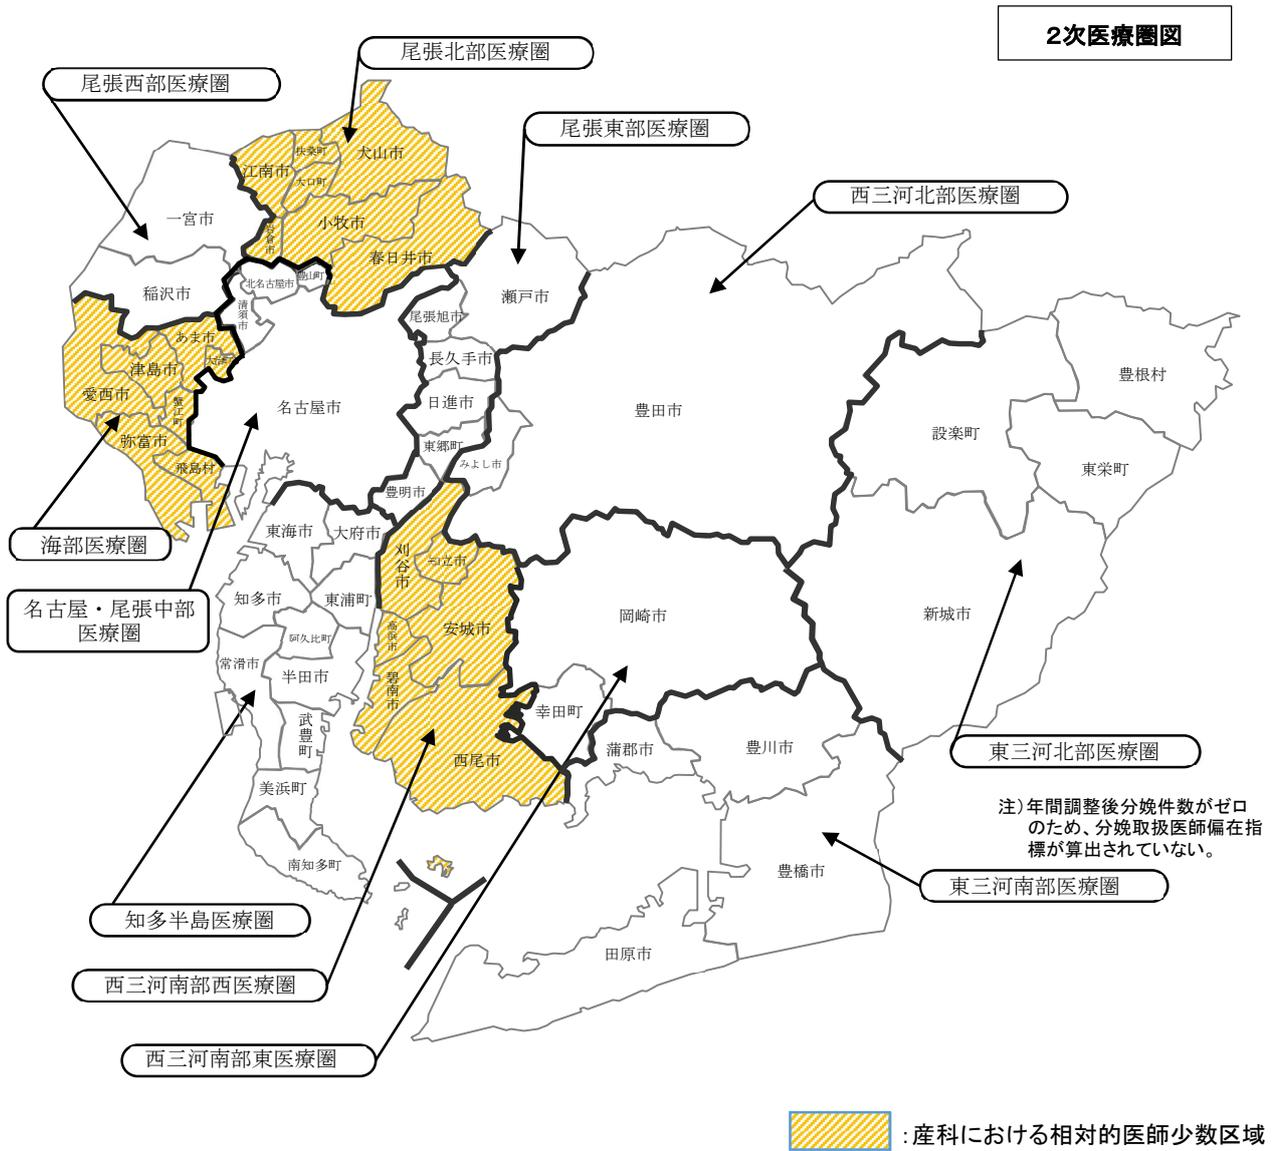 ２次医療圏図
尾張北部医療圏
尾張西部医療圏
尾張東部医療圏
西三河北部医療圏
犬山市
扶桑町
江南市
大口町
一宮市
小牧市
岩倉市
春日井市
稲沢市
北名古屋市
豊山町
清須市
瀬戸市
尾張旭市
あま市
大治町
津島市
愛西市
蟹江町
弥富市
飛島村
名古屋市
長久手市
日進市
東郷町
みよし市
豊明市
豊田市
豊根村
設楽町
東栄町
海部医療圏
名古屋・尾張中部
医療圏
東海市
大府市
知多市
東浦町
阿久比町
常滑市
半田市
武豊町
美浜町
南知多町
刈谷市
知立市
高浜市
安城市
碧南市
西尾市
岡崎市
幸田町
新城市
蒲郡市
豊川市
豊橋市
田原市
東三河北部医療圏
注）年間調整後分娩件数がゼロ
のため、分娩取扱医師偏在指
標が算出されていない。
東三河南部医療圏
知多半島医療圏
西三河南部西医療圏
西三河南部東医療圏
：産科における相対的医師少数区域